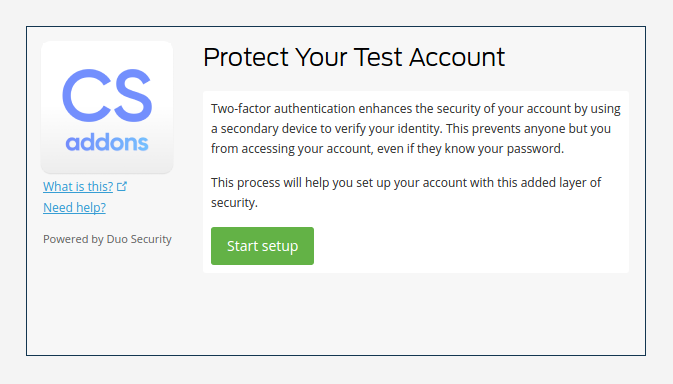 CS
addons
What is this?
Need help?
Powered by Duo Security
Protect Your Test Account
Two-factor authentication enhances the security of your account by using
a secondary device to verify your identity. This prevents anyone but you
from accessing your account, even if they know your password.
This process will help you set up your account with this added layer of
security.
Start setup